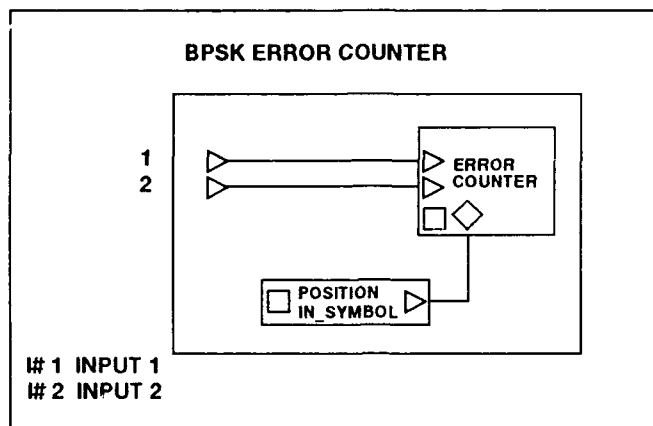 BPSK ERROR COUNTER
1
2
ERROR
COUNTER
POSITION
IN_SYMBOL
I# 1 INPUT 1
I# 2 INPUT 2